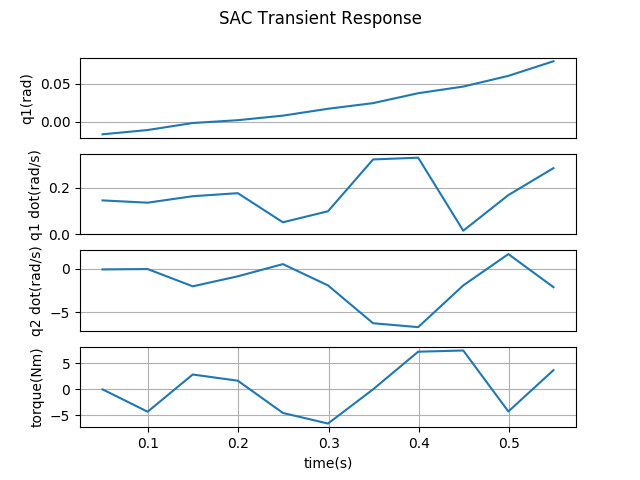 SAC Transient Response
q1(rad)
0.05
0.00
q1 dot(rad/s)
0.2
0.0
q2 dot(rad/s)
0
−5
torque(Nm)
5
0
−5
0.1 0.2 0.3 0.4 0.5
time(s)